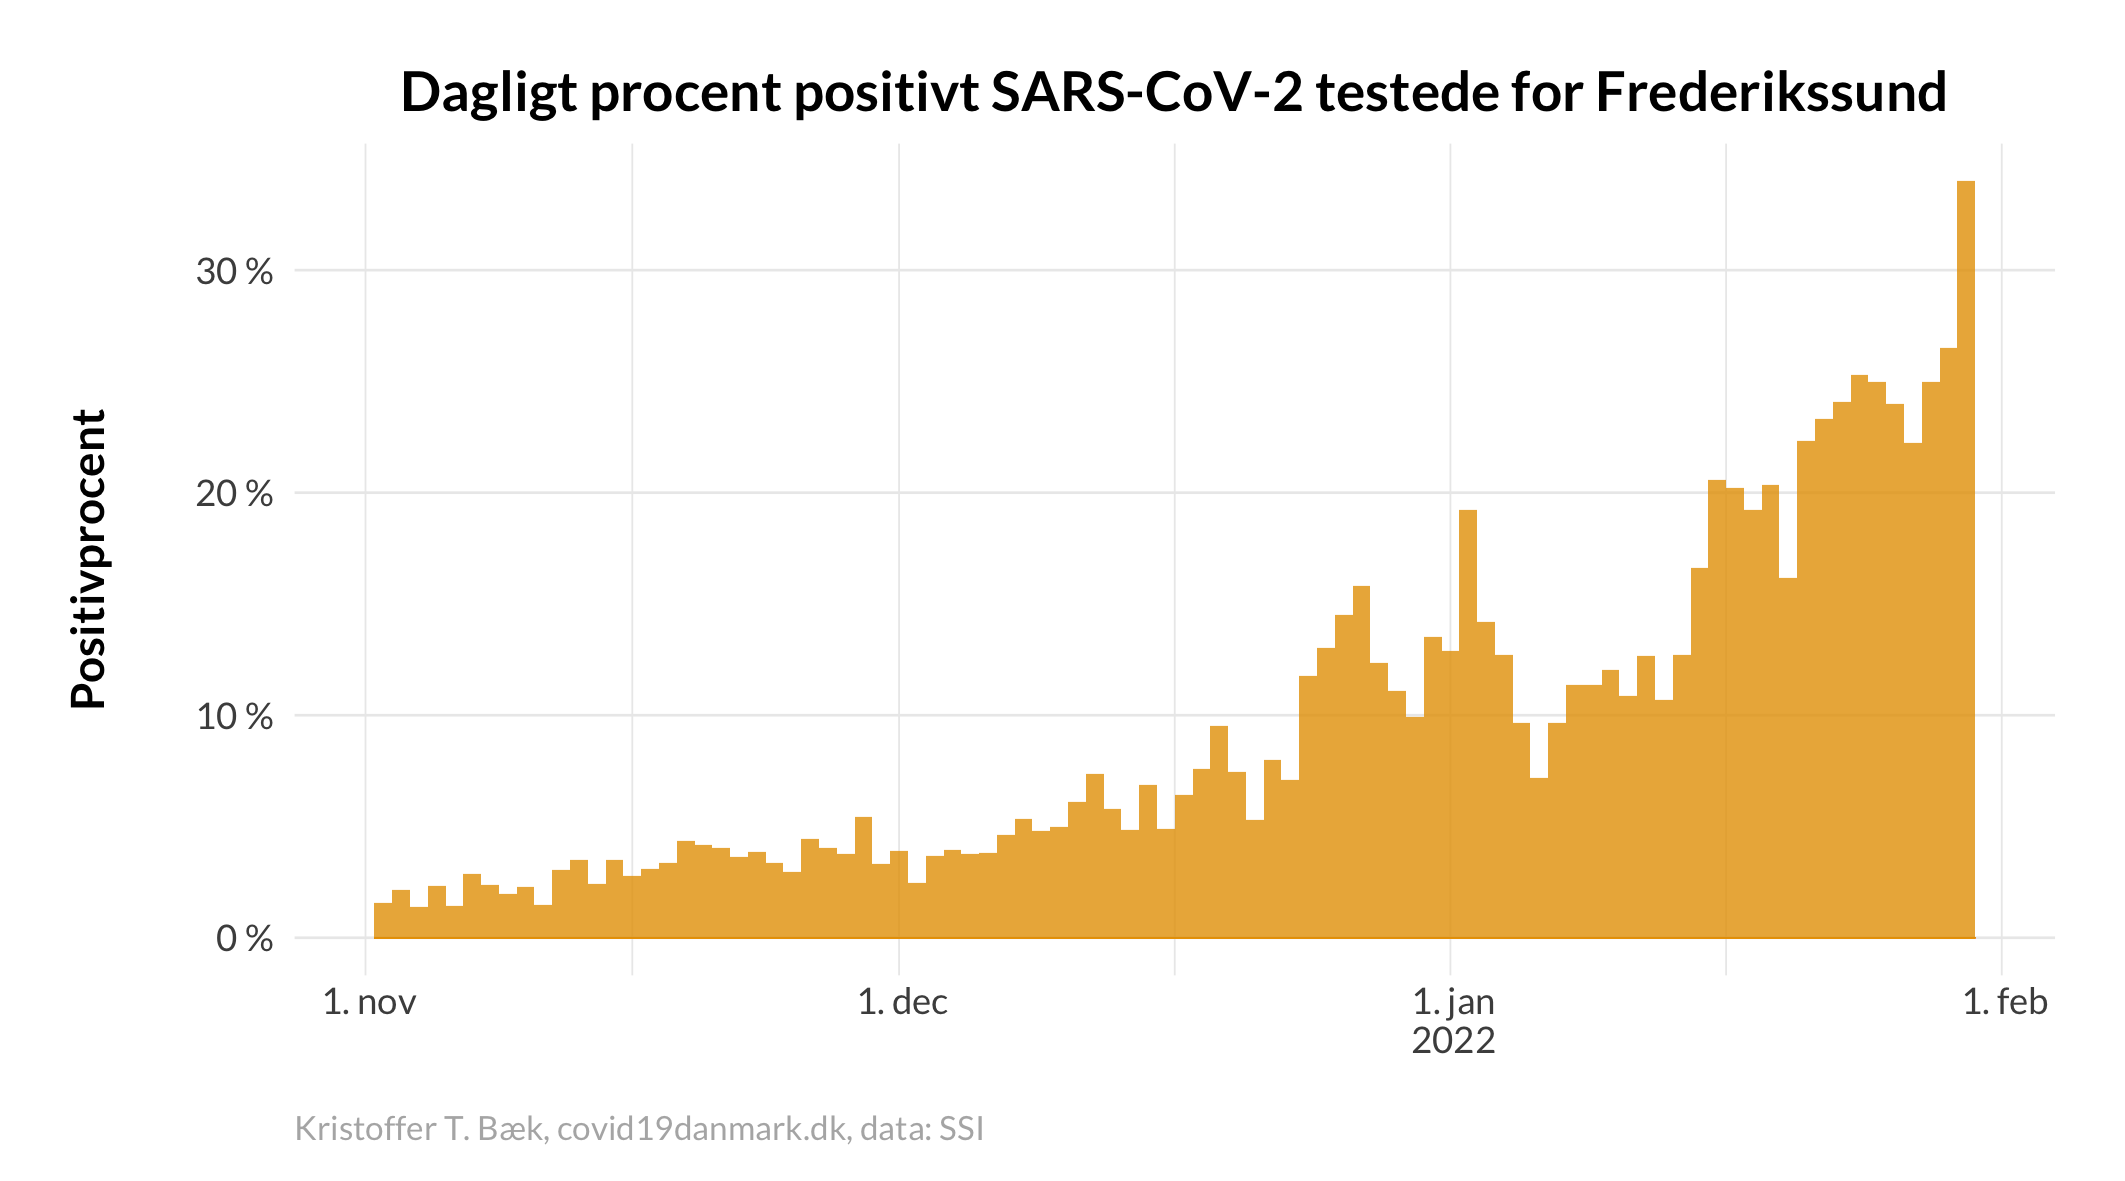 Dagligt procent positivt SARS-CoV-2 testede for Frederikssund
Positivprocent
30 %
20 %
10 %
0 %
1. nov
1. dec
1. jan
2022
1. feb
Kristoffer T. Bæk, covid19danmark.dk, data: SSI